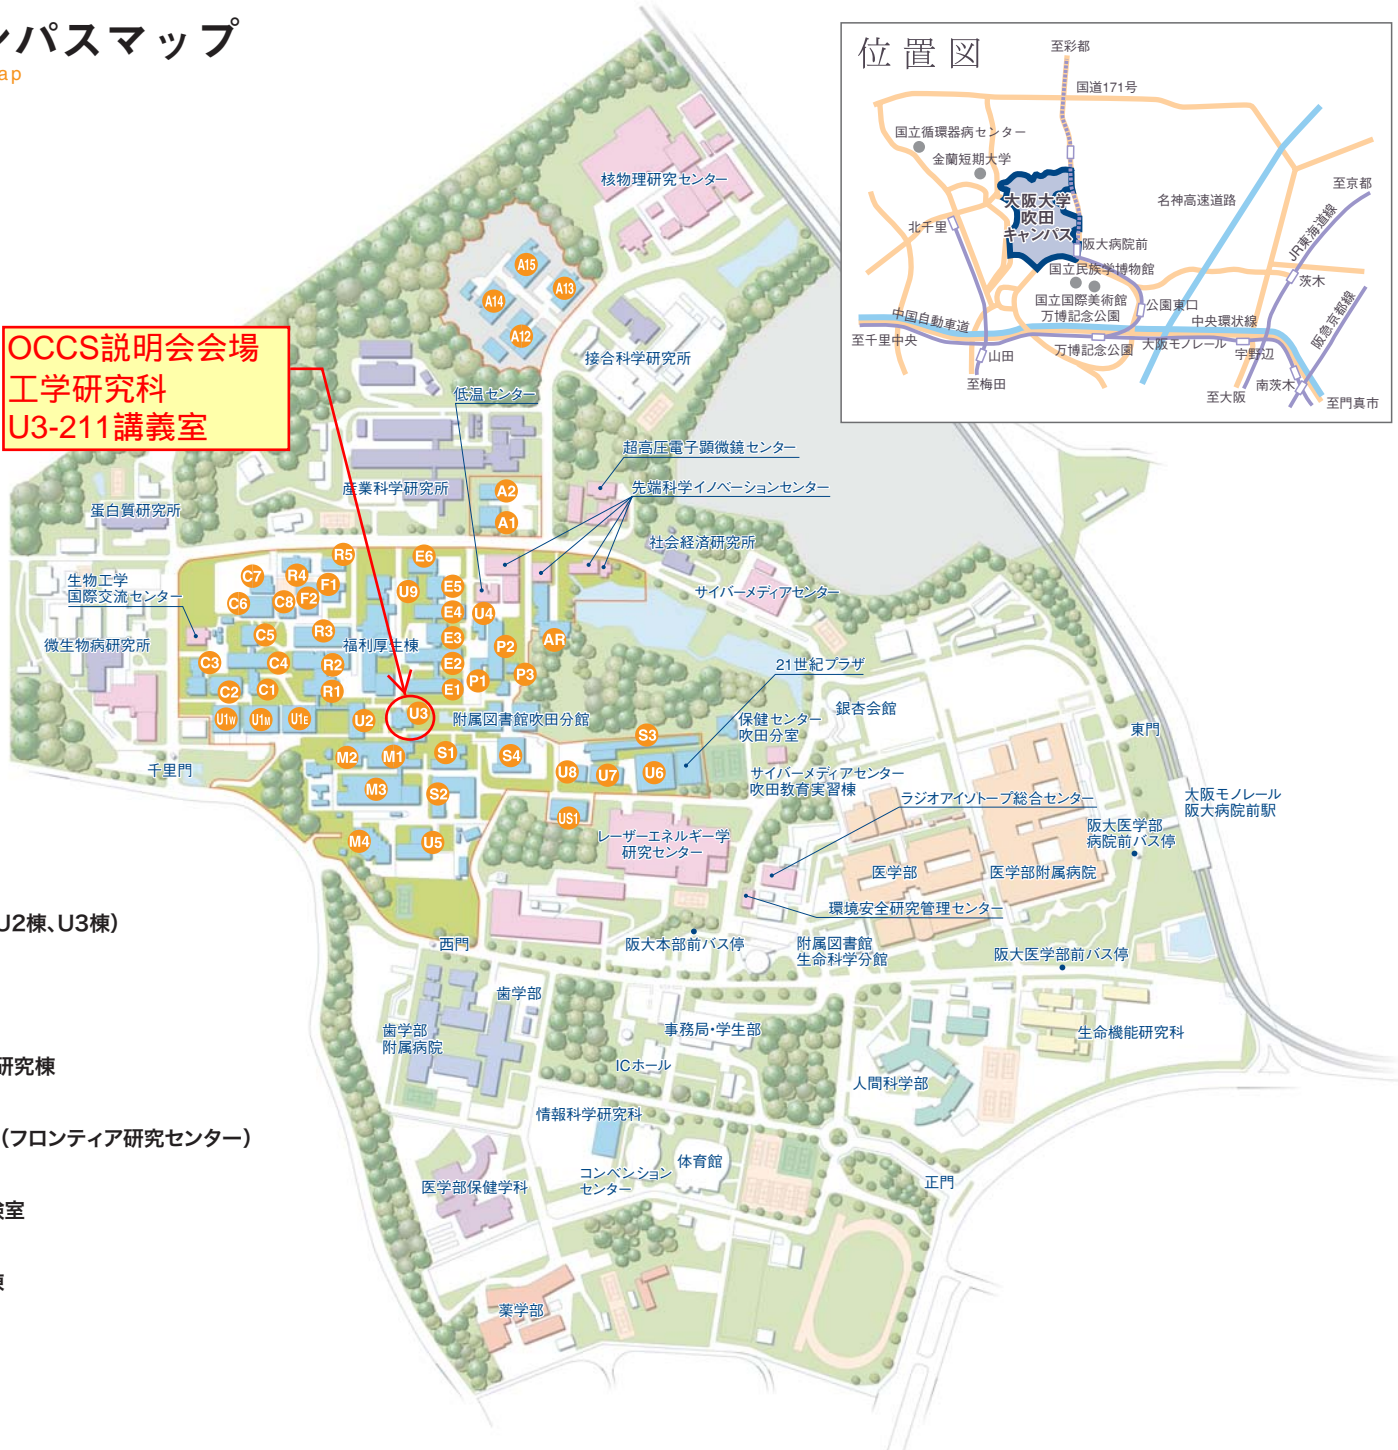 ンパスマップ
ap
位置図
至彩都
国道171号
国立循環器病センター
金蘭短期大学
至京都
大阪大学
吹田
キャンパス
名神高速道路
JR東海道線
北千里
阪大病院前
国立民族学博物館
茨木
国立国際美術館
万博記念公園
公園東口
阪急京都線
中国自動車道
中央環状線
至千里中央
山田
万博記念公園
大阪モノレール
宇野辺
至梅田
至大阪
南茨木
至門真市
核物理研究センター
A15
A13
A14
A12
OCCS説明会会場
工学研究科
U3-211講義室
接合科学研究所
低温センター
超高圧電子顕微鏡センター
産業科学研究所
先端科学イノベーションセンター
A2
A1
蛋白質研究所
社会経済研究所
R5
E6
生物工学
国際交流センター
C7
R4
F1
U9
E5
サイバーメディアセンター
C6
C8
F2
E4
U4
C5
R3
福利厚生棟
E3
P2
AR
微生物病研究所
C3
C4
R2
E2
P1
P3
21世紀プラザ
C2
C1
R1
E1
銀杏会館
U1W
U1M
U1E
U2
U3
附属図書館吹田分館
保健センター
吹田分室
東門
S3
M2
M1
S1
S4
千里門
U8
U7
U6
サイバーメディアセンター
吹田教育実習棟
M3
S2
ラジオアイソトープ総合センター
大阪モノレール
阪大病院前駅
US1
阪大医学部
病院前バス停
M4
U5
レーザーエネルギー学
研究センター
医学部
医学部附属病院
環境安全研究管理センター
U2棟、U3棟）
西門
阪大本部前バス停
附属図書館
生命科学分館
阪大医学部前バス停
歯学部
歯学部
附属病院
事務局・学生部
生命機能研究科
研究棟
ICホール
人間科学部
情報科学研究科
（フロンティア研究センター）
体育館
コンベンション
センター
正門
医学部保健学科
験室
棟
薬学部